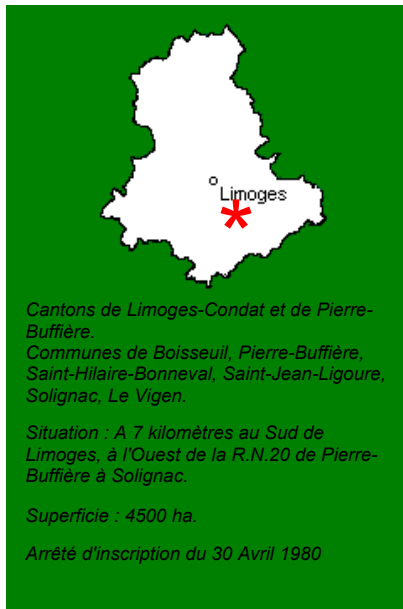 Limoges
Cantons de Limoges-Condat et de Pierre-
Buffière.
Communes de Boisseuil, Pierre-Buffière,
Saint-Hilaire-Bonneval, Saint-Jean-Ligoure,
Solignac, Le Vigen.
Situation : A 7 kilomètres au Sud de
Limoges, à l'Ouest de la R.N.20 de Pierre-
Buffière à Solignac.
Superficie : 4500 ha.
Arrêté d'inscription du 30 Avril 1980